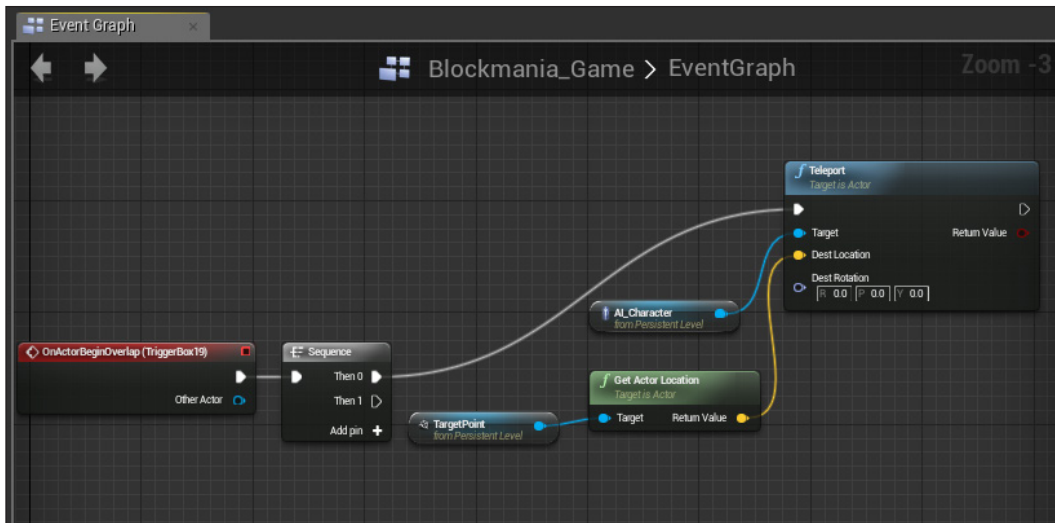 Event Graph
Blockmania_Game > EventGraph
Zoom -3
Teleport
Target is Actor
Target Return Value
Dest Location
Dest Rotation
R 0.0 P 0.0 Y 0.0
AI_Character
from Persistent Level
OnActorBeginOverlap (TriggerBox19)
Other Actor
Sequence
Then 0
Then 1
Add pin +
Get Actor Location
Target is Actor
Target Return Value
TargetPoint
from Persistent Level